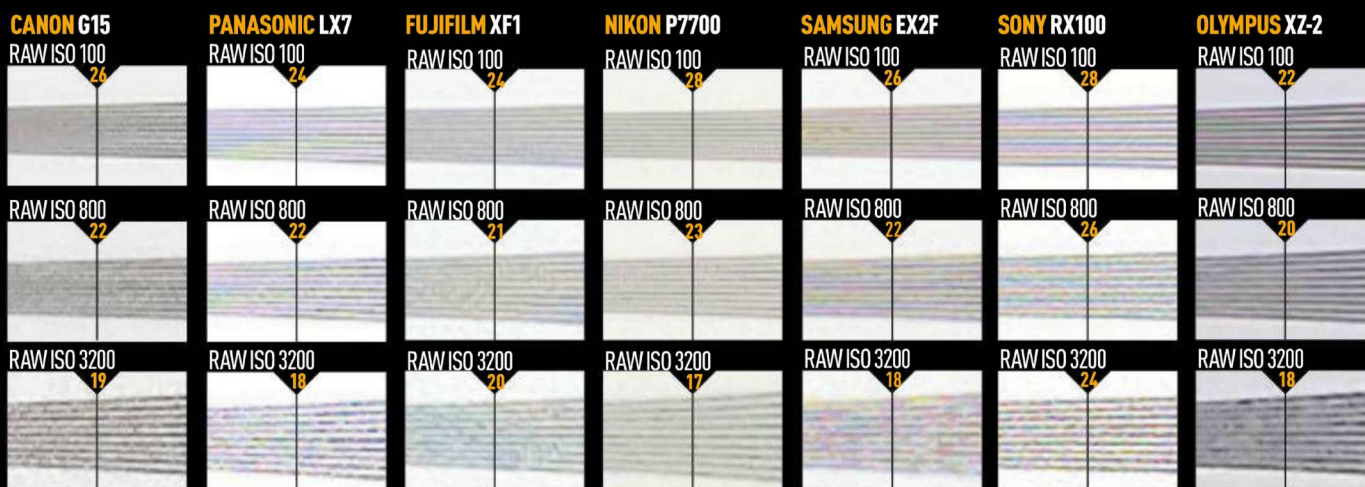 CANON G15
RAW ISO 100
26
RAW ISO 800
22
RAW ISO 3200
19
PANASONIC LX7
RAW ISO 100
24
RAW ISO 800
22
RAW ISO 3200
18
FUJIFILM XF1
RAW ISO 100
24
RAW ISO 800
21
RAW ISO 3200
20
NIKON P7700
RAW ISO 100
28
RAW ISO 800
23
RAW ISO 3200
17
SAMSUNG EX2F
RAW ISO 100
26
RAW ISO 800
22
RAW ISO 3200
18
SONY RX100
RAW ISO 100
28
RAW ISO 800
26
RAW ISO 3200
24
OLYMPUS XZ-2
RAW ISO 100
22
RAW ISO 800
20
RAW ISO 3200
18